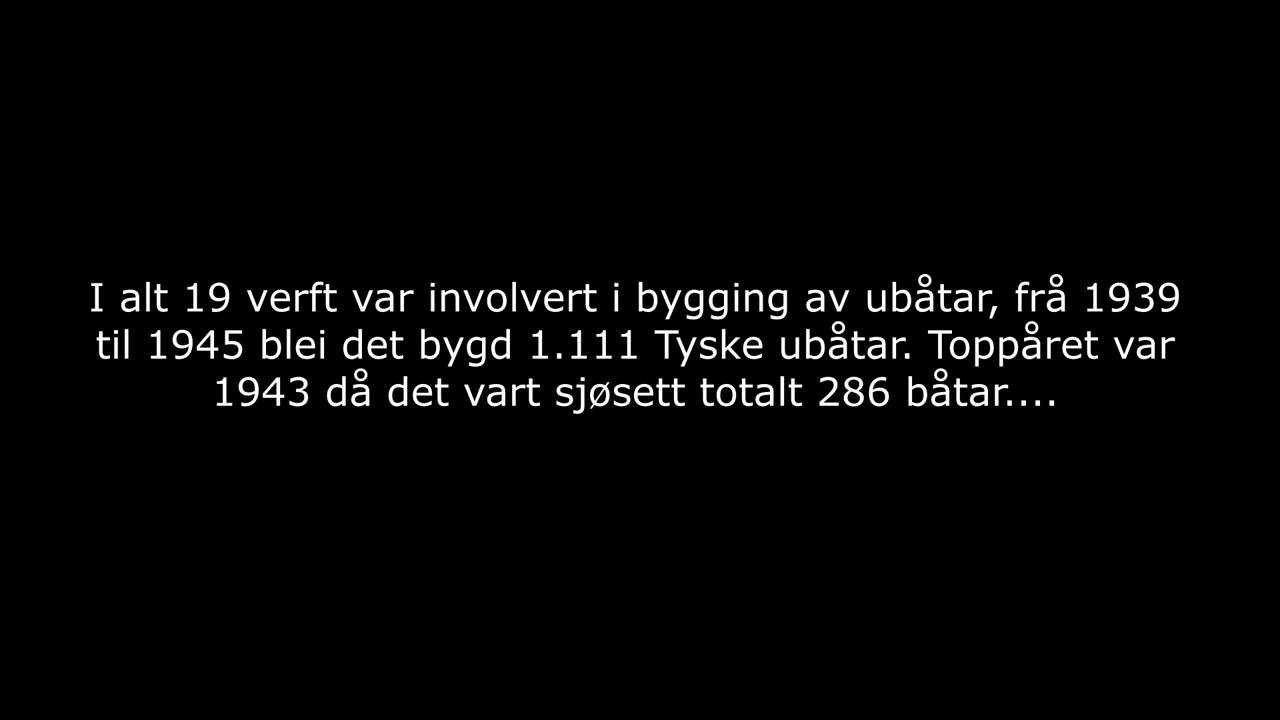 I alt 19 verft var involvert i bygging av ubåtar, frå 1939
til 1945 blei det bygd 1.111 Tyske ubåtar. Toppåret var
1943 då det vart sjøsett totalt 286 båtar....